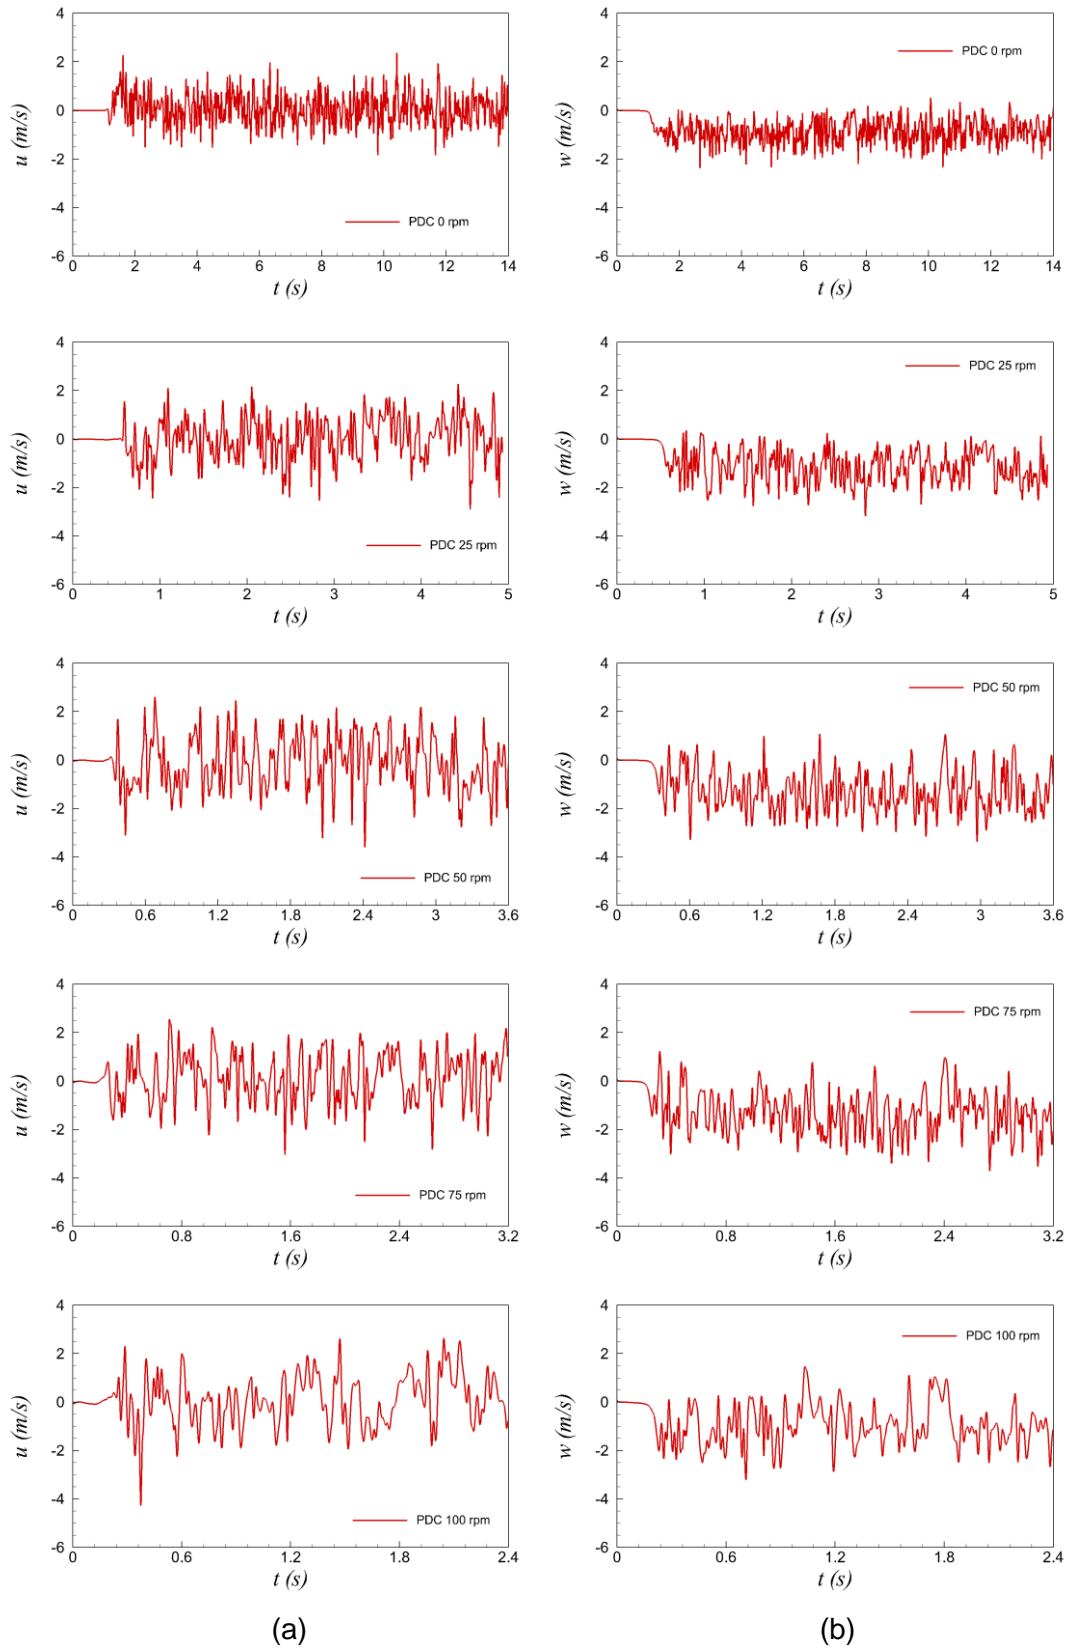 4
4
2
2
PDC 0 rpm
0
0
u (m/s)
w (m/s)
-2
-2
-4
-4
PDC 0 rpm
-6
-6
0 2 4 6 8 10 12 14
0 2 4 6 8 10 12 14
t (s)
t (s)
4
4
PDC 25 rpm
2
2
0
0
u (m/s)
w (m/s)
-2
-2
-4
-4
PDC 25 rpm
-6
-6
0 1 2 3 4 5
0 1 2 3 4 5
t (s)
t (s)
4
4
PDC 50 rpm
2
2
0
0
u (m/s)
w (m/s)
-2
-2
-4
-4
PDC 50 rpm
-6
-6
0 0.6 1.2 1.8 2.4 3 3.6
0 0.6 1.2 1.8 2.4 3 3.6
t (s)
t (s)
4
4
PDC 75 rpm
2
2
0
0
u (m/s)
w (m/s)
-2
-2
-4
-4
PDC 75 rpm
-6
-6
0 0.8 1.6 2.4 3.2
0 0.8 1.6 2.4 3.2
t (s)
t (s)
4
4
PDC 100 rpm
2
2
0
0
u (m/s)
w (m/s)
-2
-2
-4
-4
PDC 100 rpm
-6
-6
0 0.6 1.2 1.8 2.4
0 0.6 1.2 1.8 2.4
t (s)
t (s)
(a)
(b)